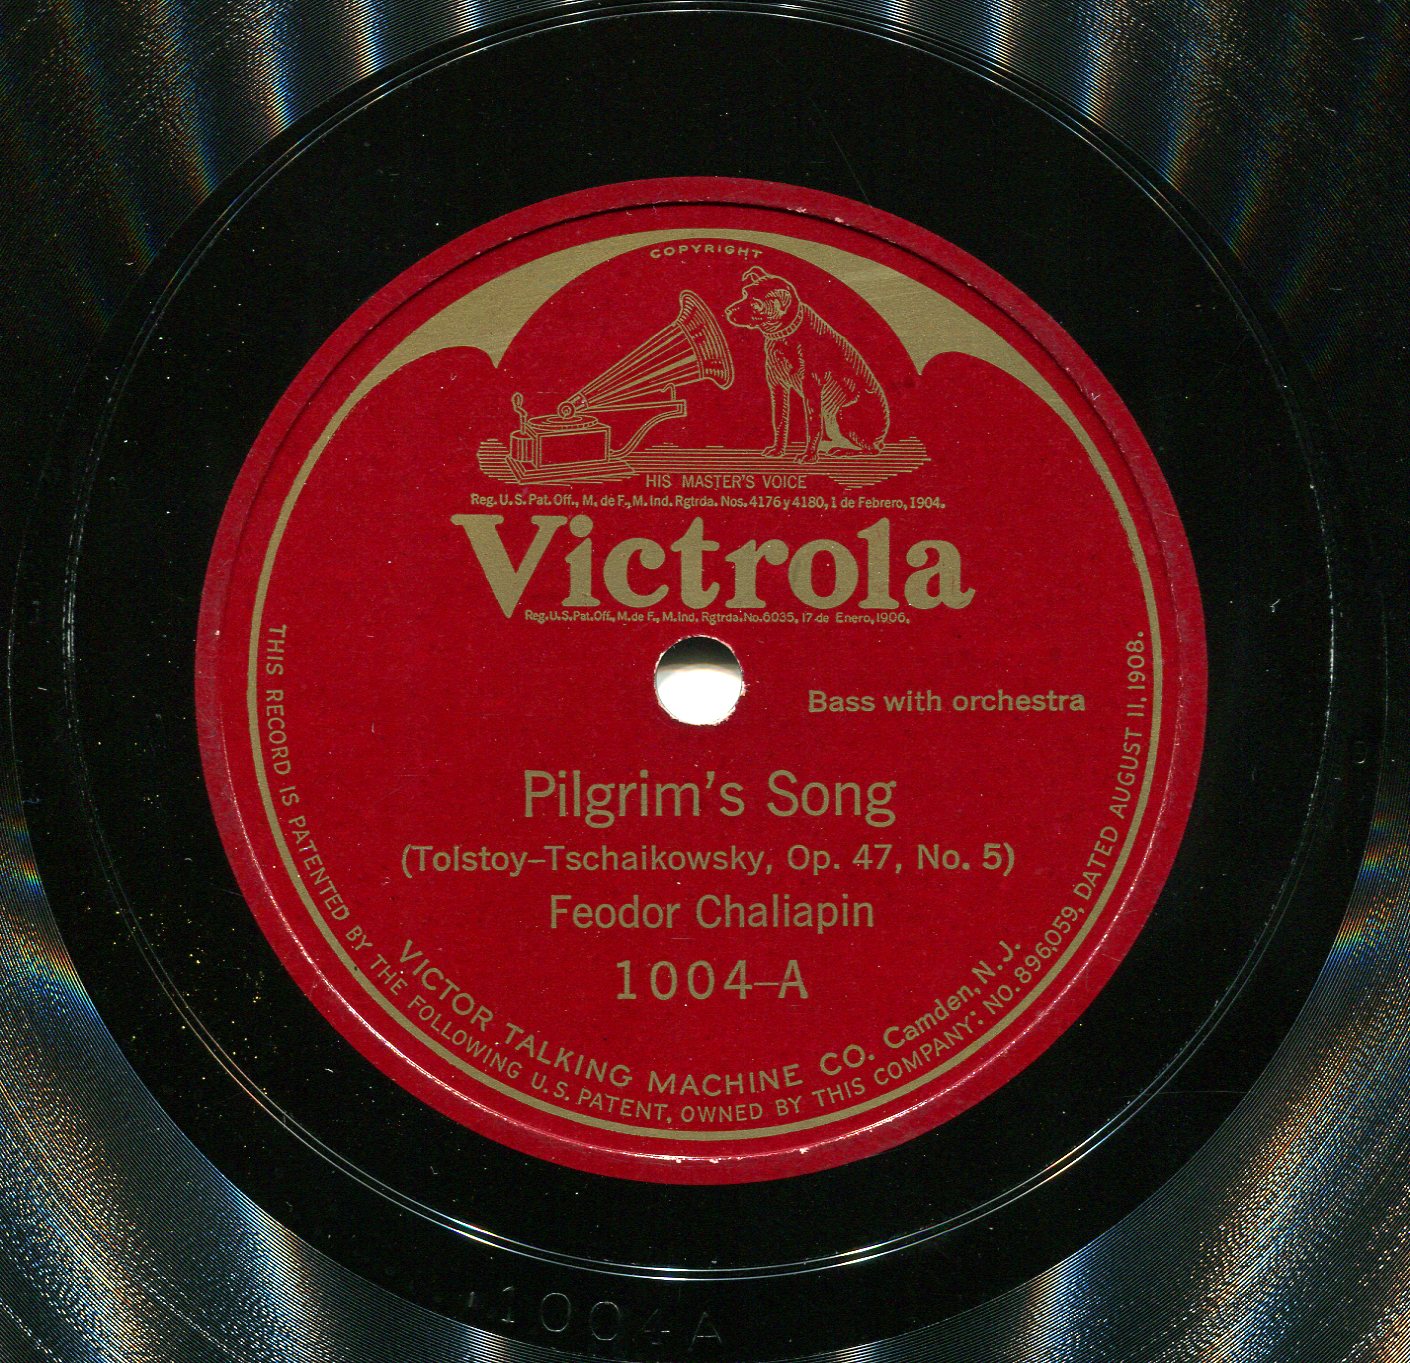 COPYRIGHT
HIS MASTER'S VOICE
Reg. U. S. Pat. Off., M. de F., M. Ind. Rgtrda. Nos. 4176 y 4180, 1 de Febrero, 1904.
Victrola
Reg. U.S. Pat. Off., M. de F., M. Ind. Rgtrda. No. 6035, 17 de Enero, 1906.
Bass with orchestra
Pilgrim's Song
(Tolstoy–Tschaikowsky, Op. 47, No. 5)
Feodor Chaliapin
1004–A
VICTOR TALKING MACHINE CO. Camden, N. J.
THIS RECORD IS PATENTED BY THE FOLLOWING U. S. PATENT, OWNED BY THIS COMPANY: NO. 896,059, DATED AUGUST 11, 1908.
1004A